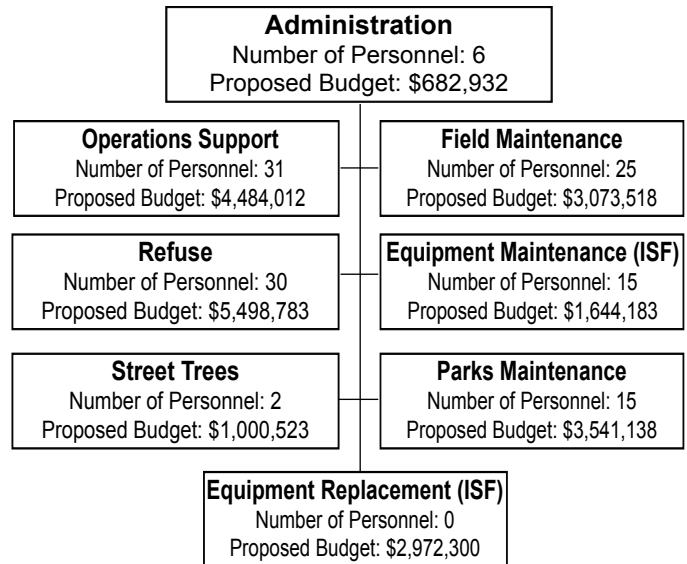 Administration
Number of Personnel: 6
Proposed Budget: $682,932
Operations Support
Number of Personnel: 31
Proposed Budget: $4,484,012
Field Maintenance
Number of Personnel: 25
Proposed Budget: $3,073,518
Refuse
Number of Personnel: 30
Proposed Budget: $5,498,783
Equipment Maintenance (ISF)
Number of Personnel: 15
Proposed Budget: $1,644,183
Street Trees
Number of Personnel: 2
Proposed Budget: $1,000,523
Parks Maintenance
Number of Personnel: 15
Proposed Budget: $3,541,138
Equipment Replacement (ISF)
Number of Personnel: 0
Proposed Budget: $2,972,300